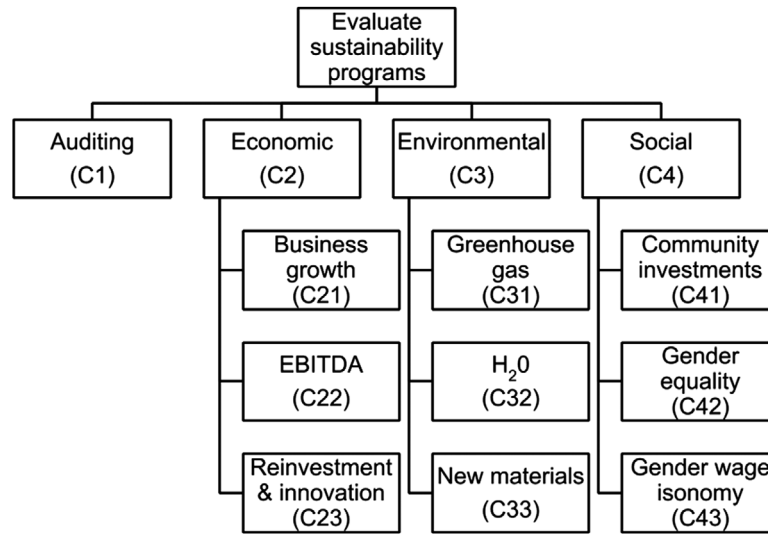 Evaluate
sustainability
programs
Auditing
(C1)
Economic
(C2)
Environmental
(C3)
Social
(C4)
Business
growth
(C21)
Greenhouse
gas
(C31)
Community
investments
(C41)
EBITDA
(C22)
H₂0
(C32)
Gender
equality
(C42)
Reinvestment
& innovation
(C23)
New materials
(C33)
Gender wage
isonomy
(C43)